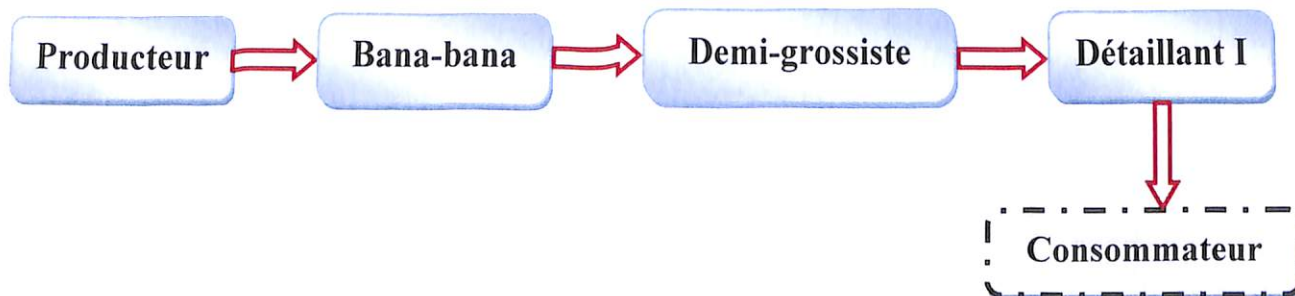 Producteur
Bana-bana
Demi-grossiste
Détaillant I
Consommateur